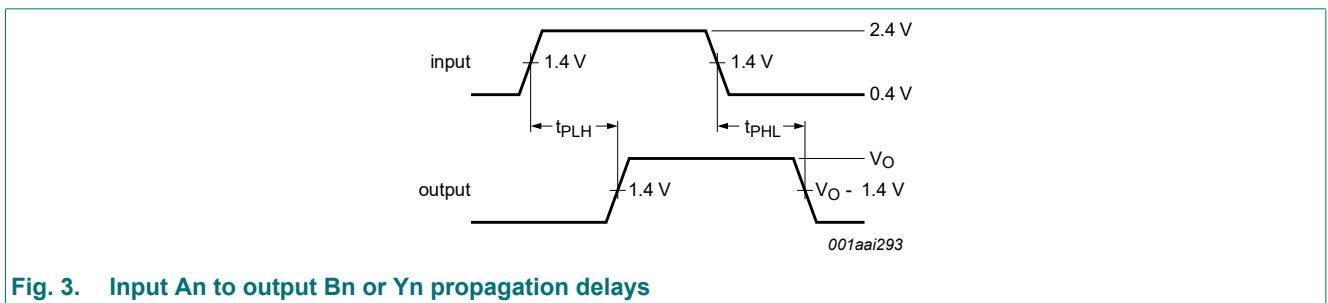 2.4 V
input
1.4 V
1.4 V
0.4 V
tPLH
tPHL
VO
output
1.4 V
VO - 1.4 V
001aai293
Fig. 3. Input An to output Bn or Yn propagation delays